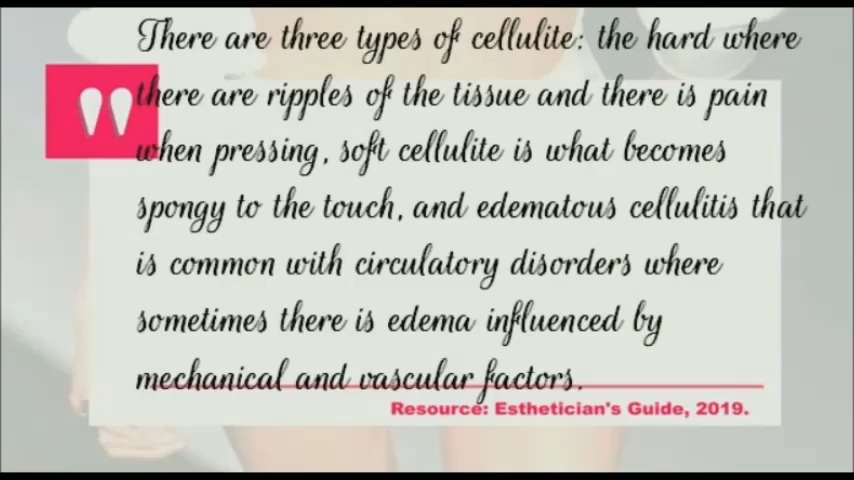 There are three types of cellulite: the hard where
there are ripples of the tissue and there is pain
when pressing, soft cellulite is what becomes
spongy to the touch, and edematous cellulitis that
is common with circulatory disorders where
sometimes there is edema influenced by
mechanical and vascular factors.
Resource: Esthetician's Guide, 2019.